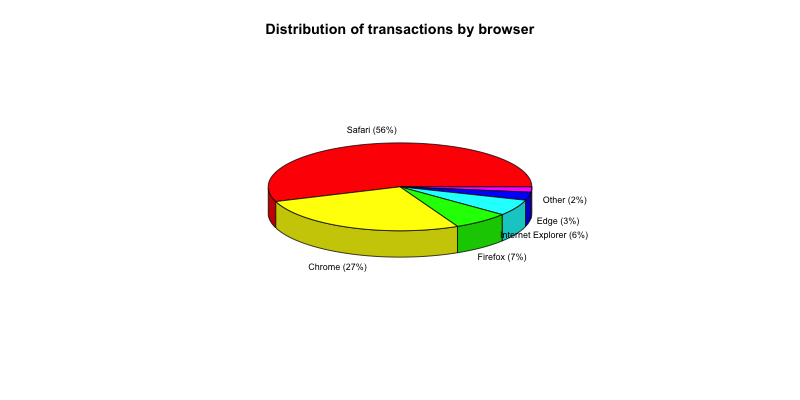 Distribution of transactions by browser
Safari (56%)
Other (2%)
Edge (3%)
Internet Explorer (6%)
Firefox (7%)
Chrome (27%)